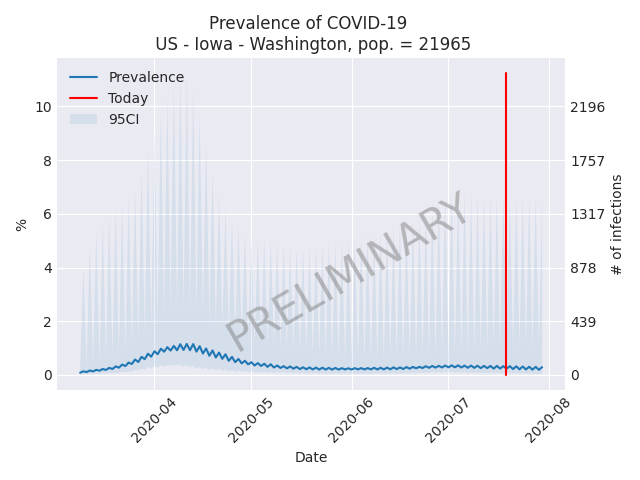 Prevalence of COVID-19
US - Iowa - Washington, pop. = 21965
Prevalence
Today
95CI
10
8
6
4
2
0
%
2196
1757
1317
878
439
0
# of infections
PRELIMINARY
2020-04
2020-05
2020-06
2020-07
2020-08
Date